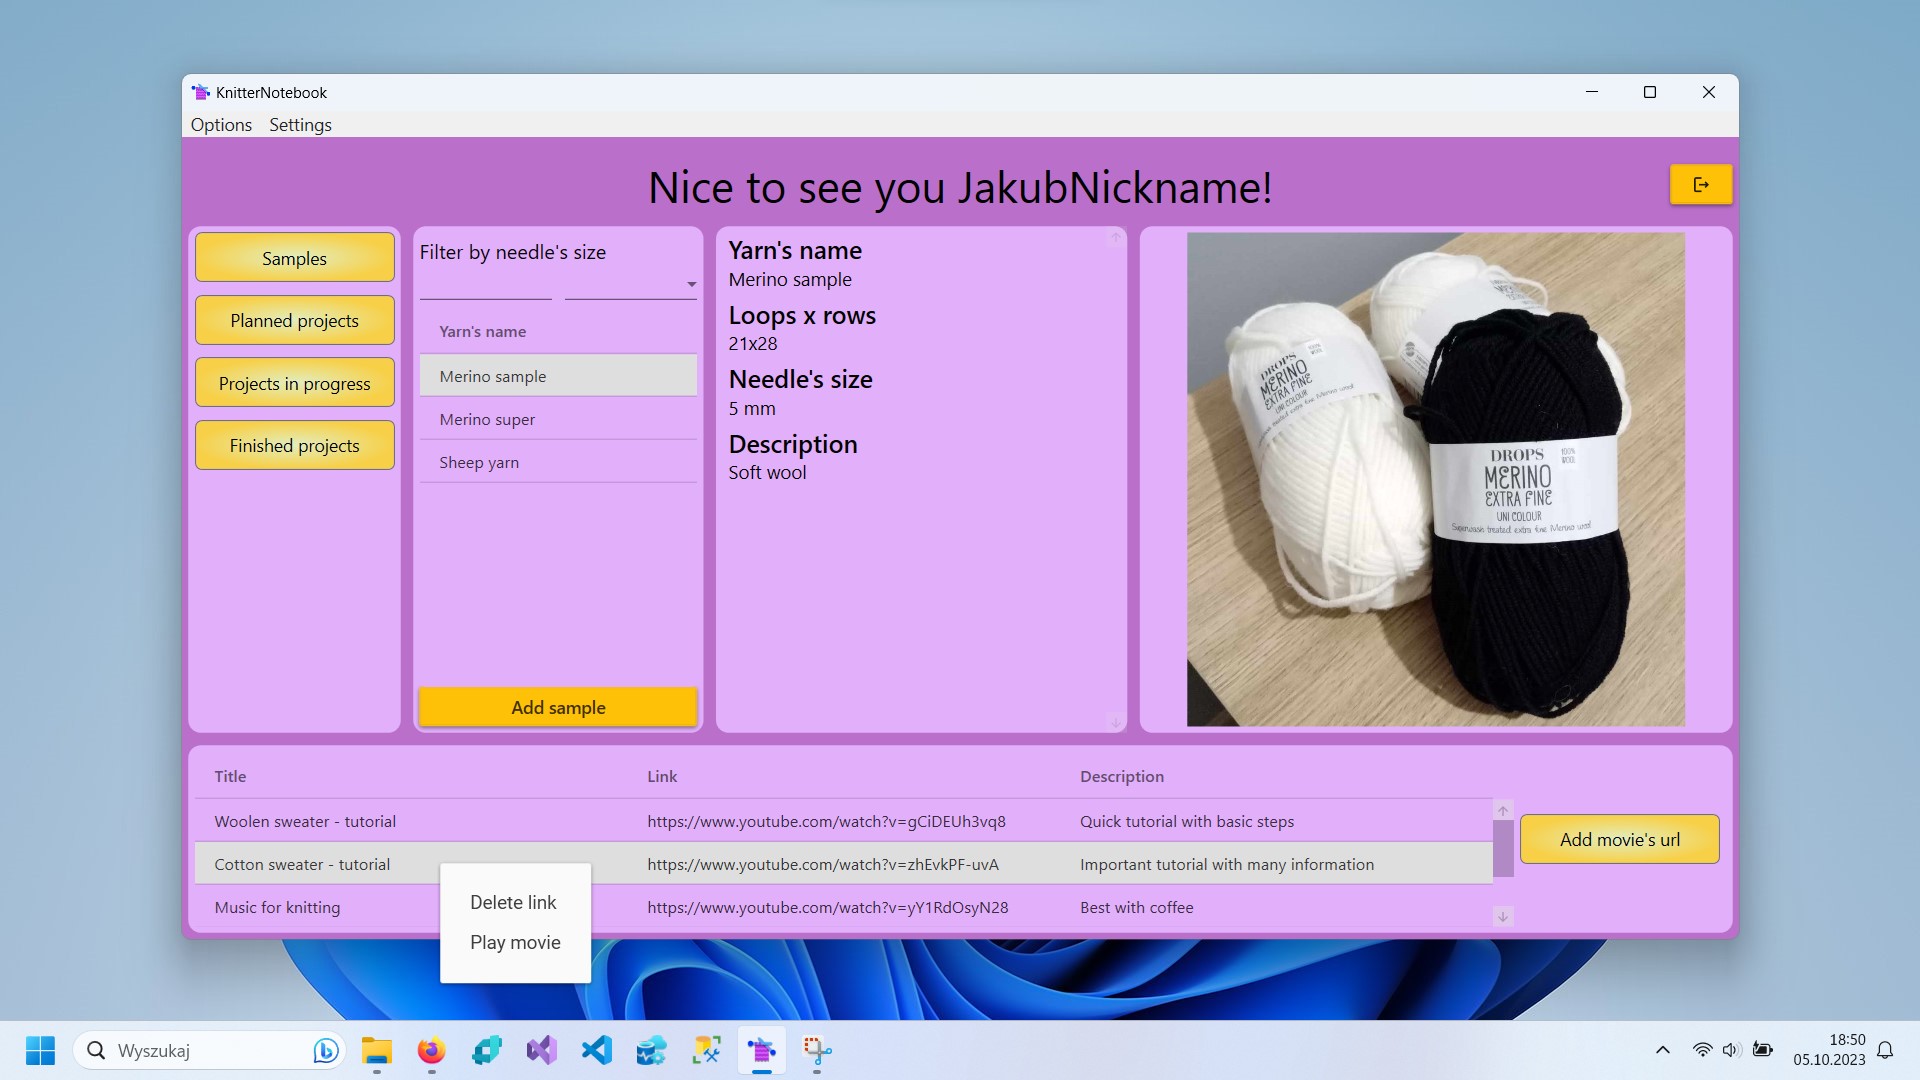 KnitterNotebook
Options Settings
Nice to see you JakubNickname!
Samples
Planned projects
Projects in progress
Finished projects
Filter by needle's size
Yarn's name
Merino sample
Merino super
Sheep yarn
Add sample
Yarn's name
Merino sample
Loops x rows
21x28
Needle's size
5 mm
Description
Soft wool
DROPS
MERINO
EXTRA FINE
UNI COLOUR
DROPS
100% WOOL
MERINO
EXTRA FINE
UNI COLOUR
Superwash treated extra fine Merino wool
Title Link Description
Woolen sweater - tutorial https://www.youtube.com/watch?v=gCiDEUh3vq8 Quick tutorial with basic steps
Cotton sweater - tutorial https://www.youtube.com/watch?v=zhEvkPF-uvA Important tutorial with many information
Music for knitting https://www.youtube.com/watch?v=yY1RdOsyN28 Best with coffee
Delete link
Play movie
Add movie's url
Wyszukaj
18:50
05.10.2023